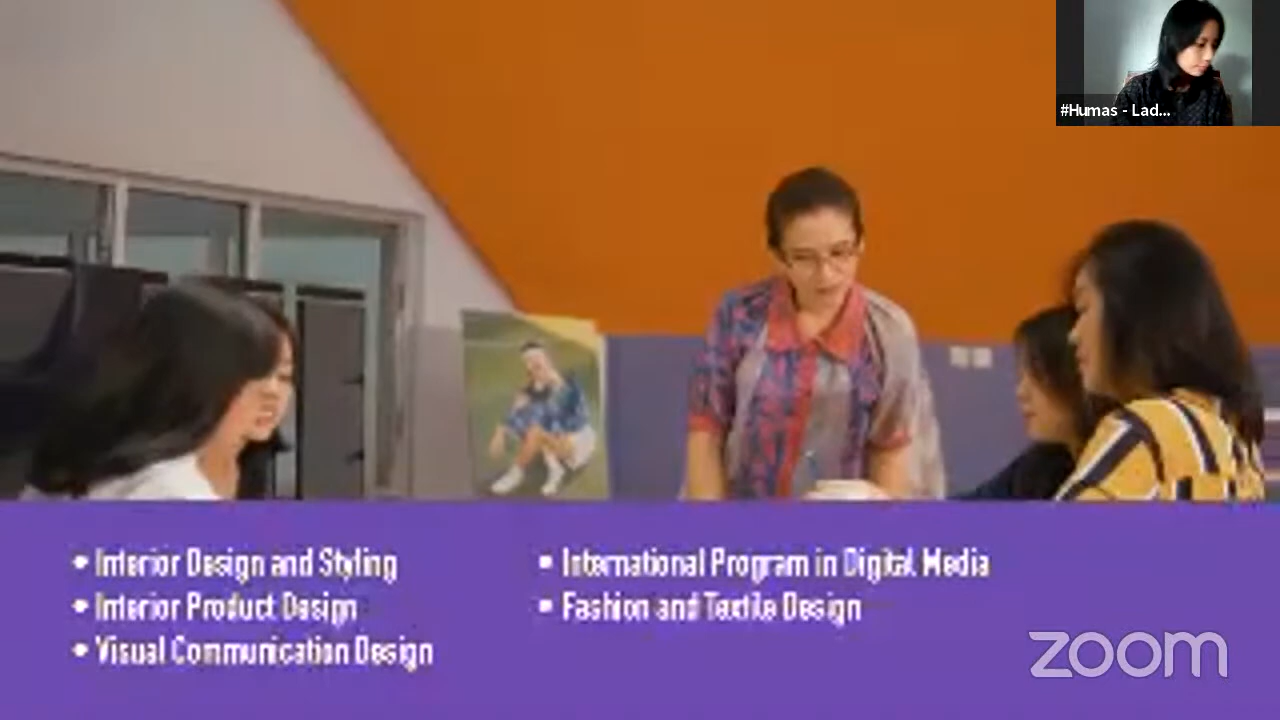 #Humas - Lad...
• Interior Design and Styling
• Interior Product Design
• Visual Communication Design
• International Program in Digital Media
• Fashion and Textile Design
zoom